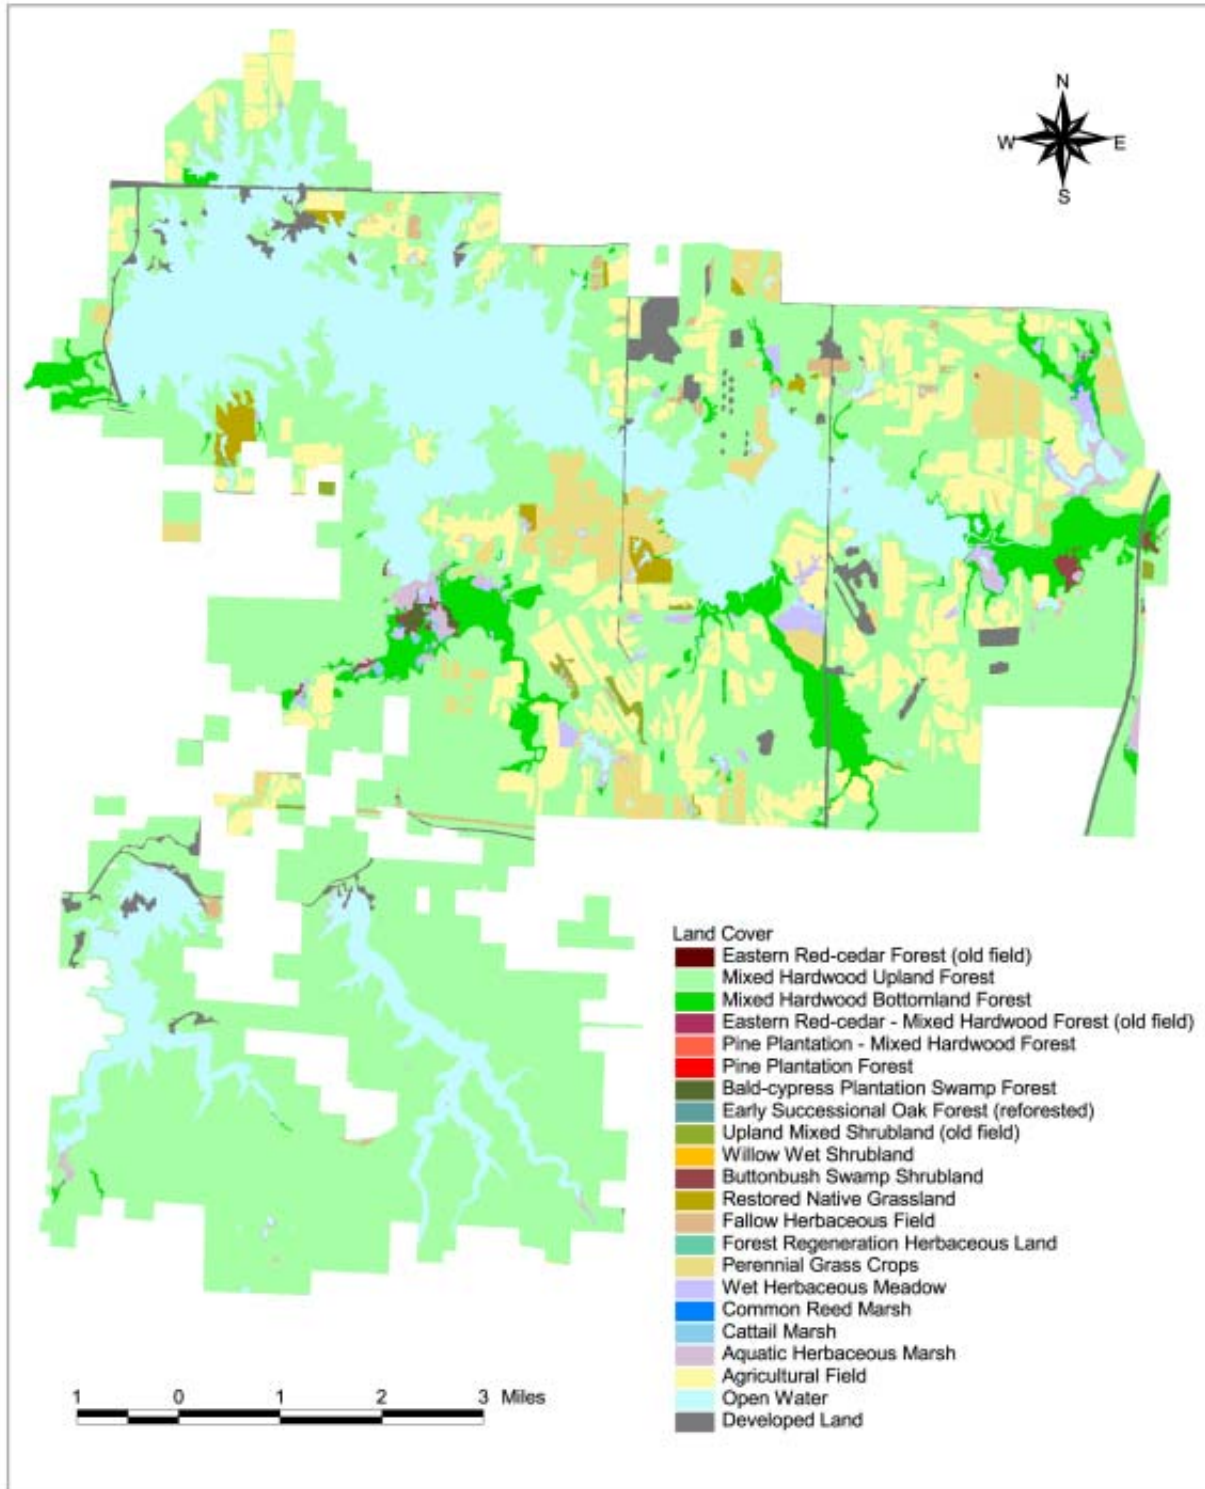 N
W E
S
Land Cover
Eastern Red-cedar Forest (old field)
Mixed Hardwood Upland Forest
Mixed Hardwood Bottomland Forest
Eastern Red-cedar - Mixed Hardwood Forest (old field)
Pine Plantation - Mixed Hardwood Forest
Pine Plantation Forest
Bald-cypress Plantation Swamp Forest
Early Successional Oak Forest (reforested)
Upland Mixed Shrubland (old field)
Willow Wet Shrubland
Buttonbush Swamp Shrubland
Restored Native Grassland
Fallow Herbaceous Field
Forest Regeneration Herbaceous Land
Perennial Grass Crops
Wet Herbaceous Meadow
Common Reed Marsh
Cattail Marsh
Aquatic Herbaceous Marsh
Agricultural Field
Open Water
Developed Land
1 0 1 2 3 Miles